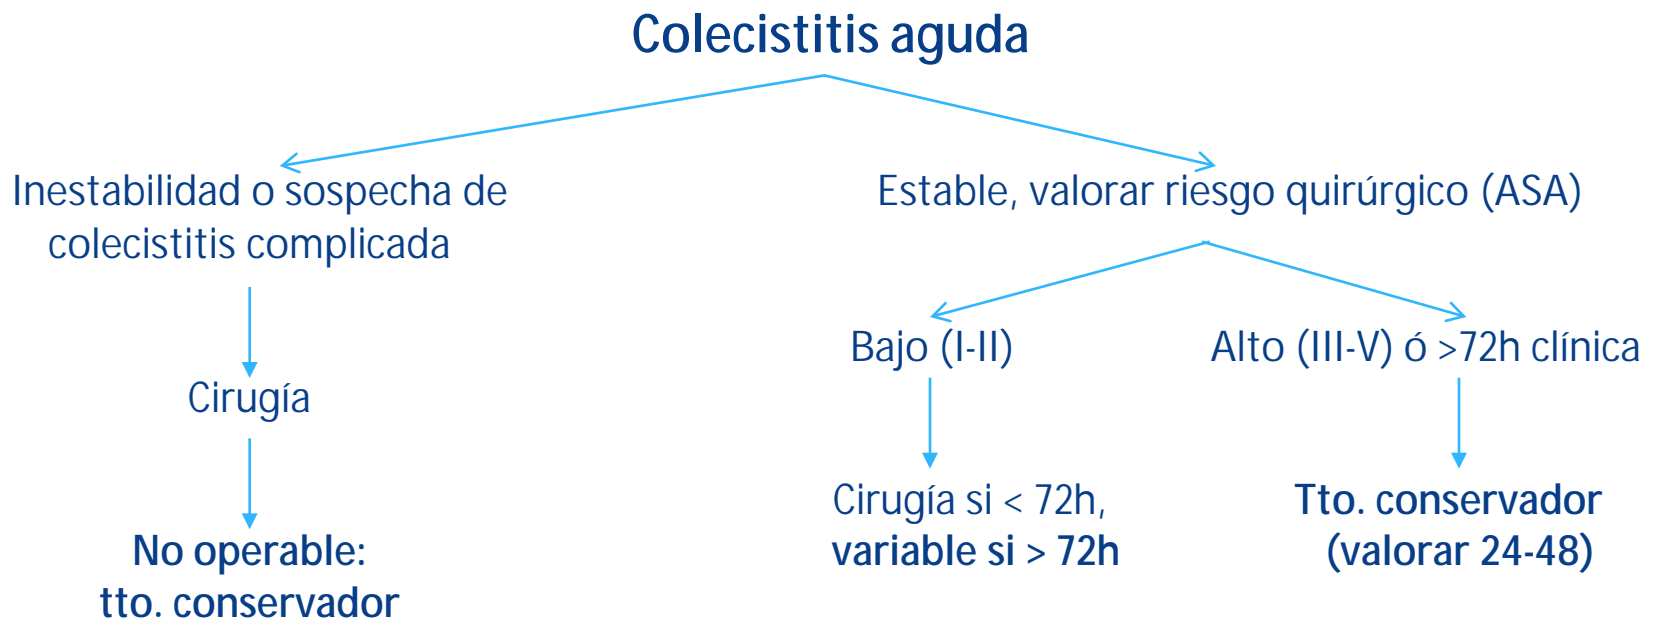 Colecistitis aguda
Inestabilidad o sospecha de
colecistitis complicada
Estable, valorar riesgo quirúrgico (ASA)
Bajo (I-II)
Alto (III-V) ó >72h clínica
Cirugía
Cirugía si < 72h,
variable si > 72h
Tto. conservador
(valorar 24-48)
No operable:
tto. conservador